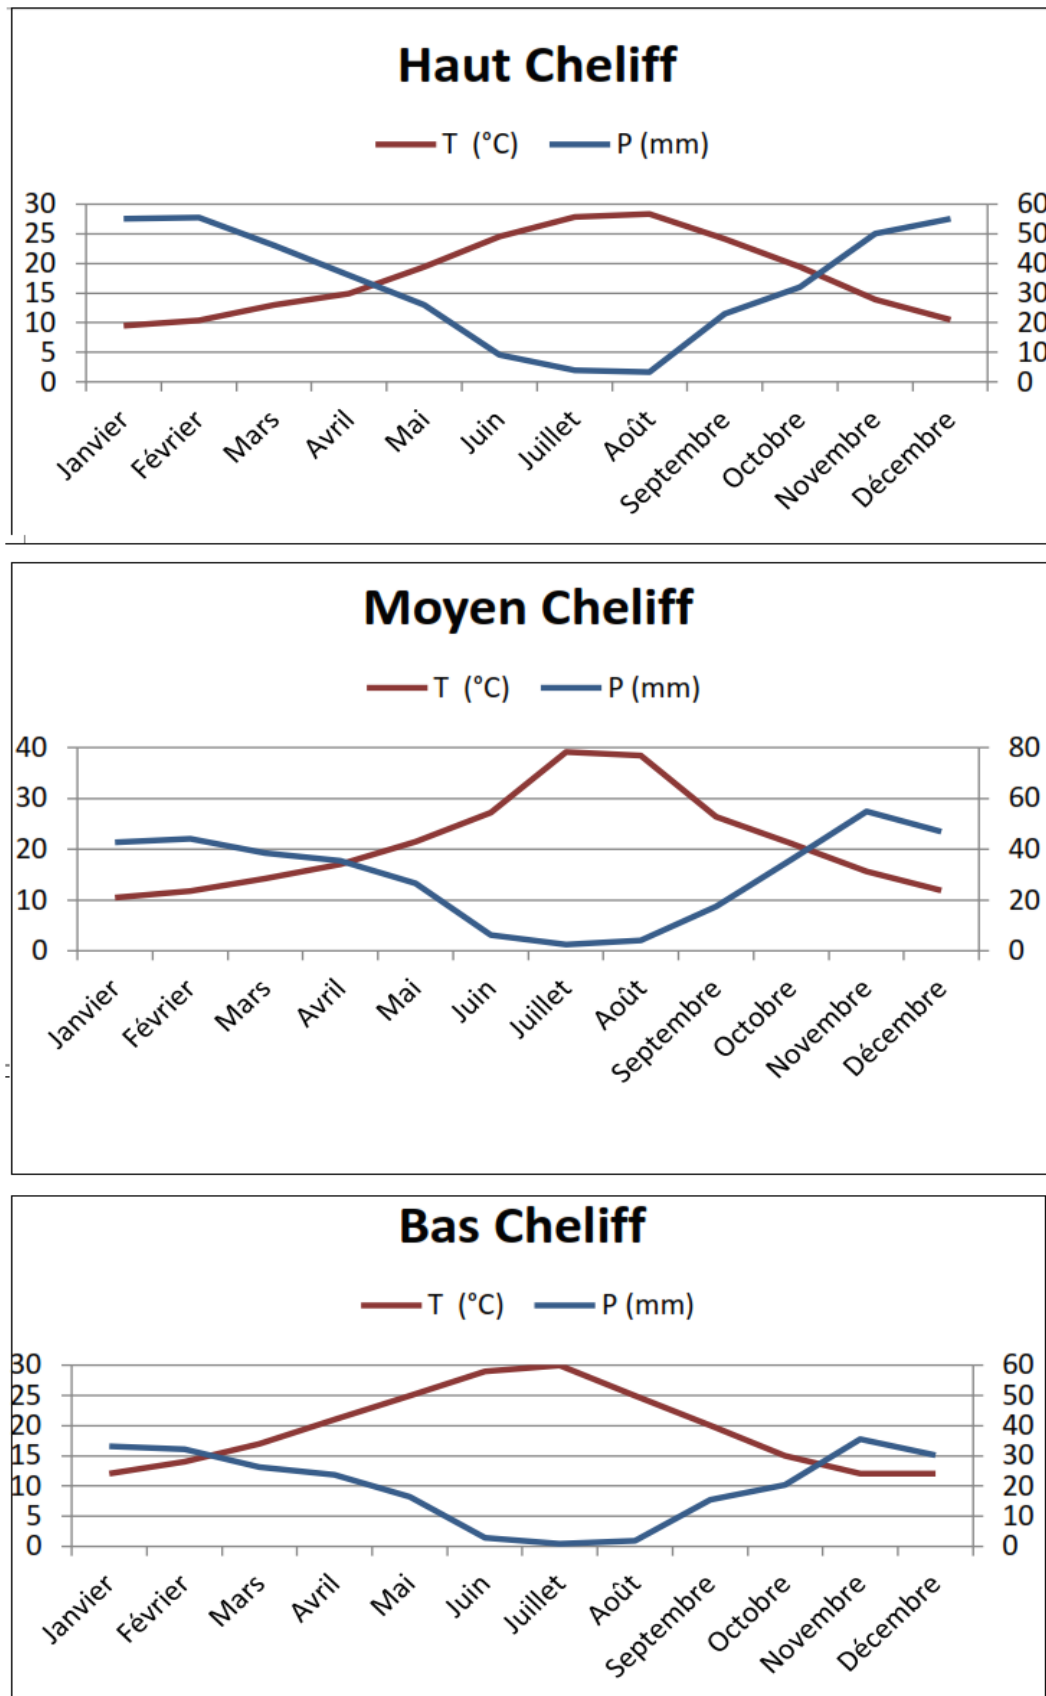 Haut Cheliff
T (°C) P (mm)
30 60
25 50
20 40
15 30
10 20
5 10
0 0
Janvier Février Mars Avril Mai Juin Juillet Août Septembre Octobre Novembre Décembre
Moyen Cheliff
T (°C) P (mm)
40 80
30 60
20 40
10 20
0 0
Janvier Février Mars Avril Mai Juin Juillet Août Septembre Octobre Novembre Décembre
Bas Cheliff
T (°C) P (mm)
30 60
25 50
20 40
15 30
10 20
5 10
0 0
Janvier Février Mars Avril Mai Juin Juillet Août Septembre Octobre Novembre Décembre